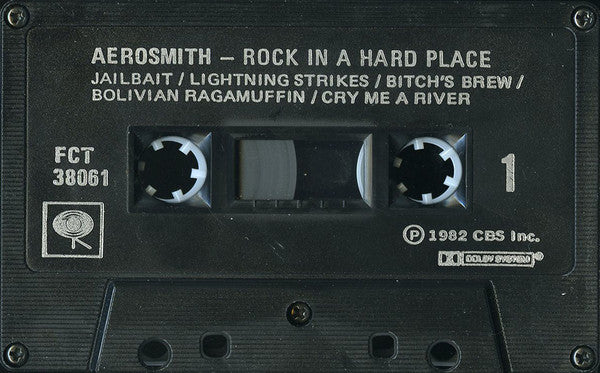 AEROSMITH – ROCK IN A HARD PLACE
JAILBAIT / LIGHTNING STRIKES / BITCH'S BREW /
BOLIVIAN RAGAMUFFIN / CRY ME A RIVER
FCT
38061
1
Ⓟ 1982 CBS Inc.
DOLBY SYSTEM®